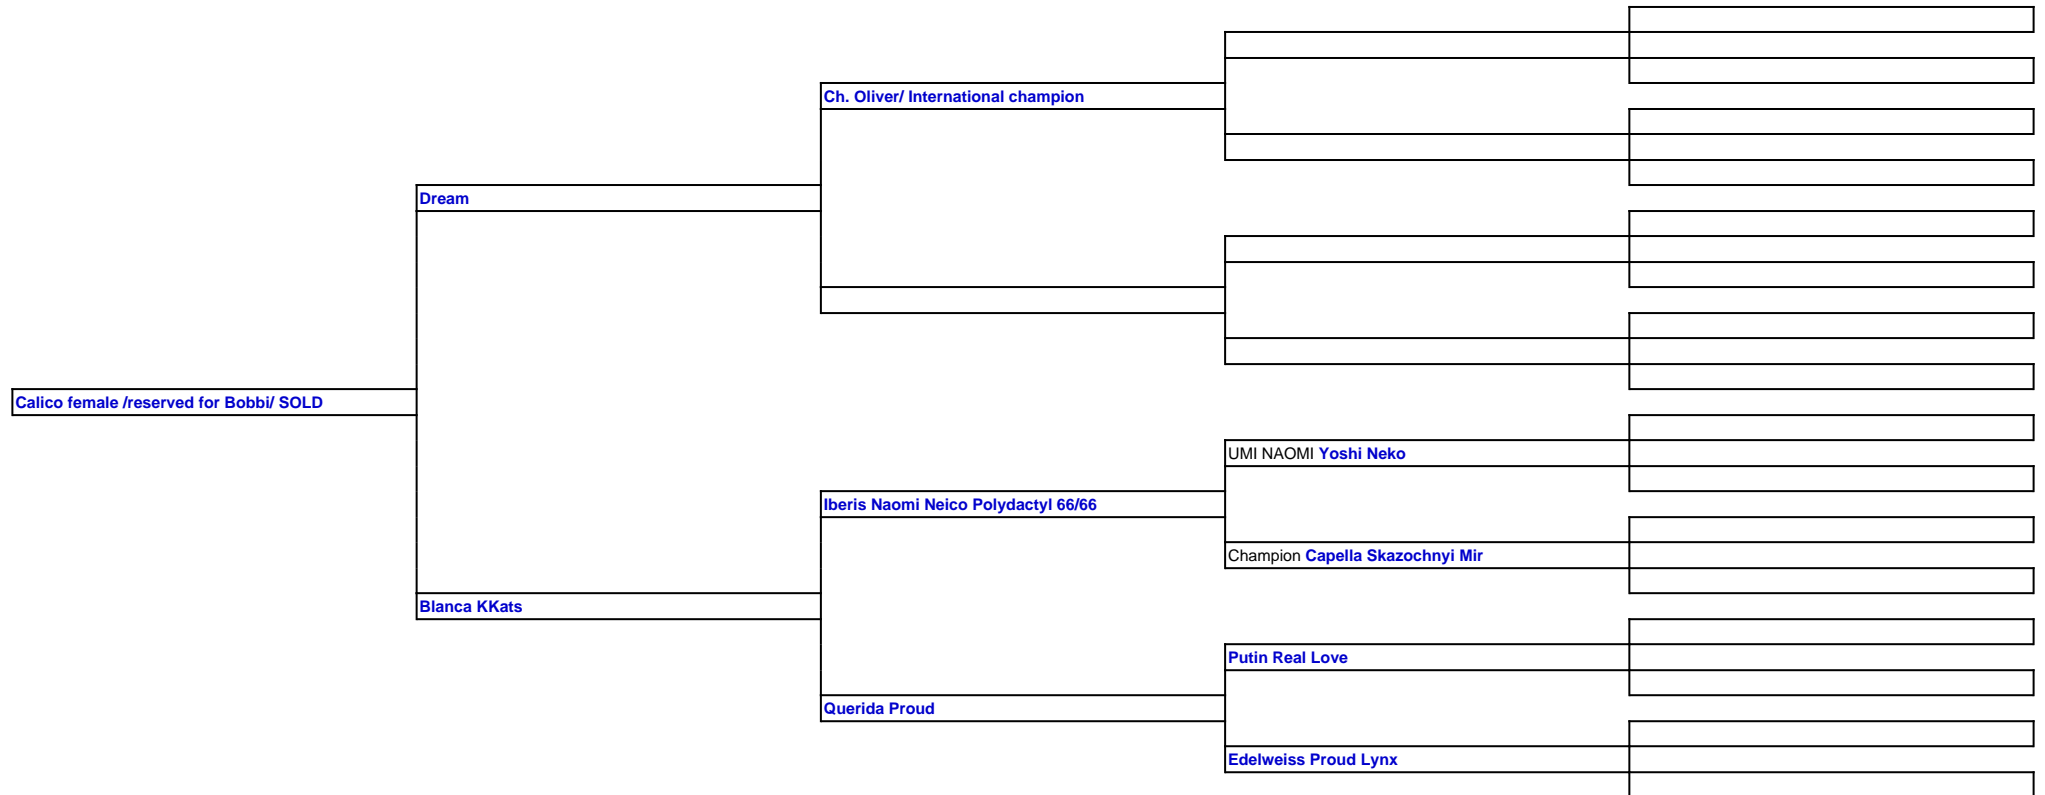 Ch. Oliver/ International champion
Dream
Calico female /reserved for Bobbi/ SOLD
UMI NAOMI Yoshi Neko
Iberis Naomi Neico Polydactyl 66/66
Champion Capella Skazochnyi Mir
Blanca KKats
Putin Real Love
Querida Proud
Edelweiss Proud Lynx